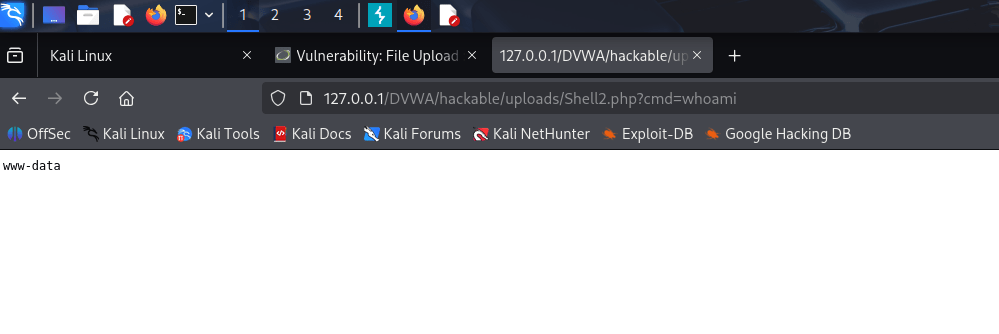 1 2 3 4
Kali Linux
Vulnerability: File Upload
127.0.0.1/DVWA/hackable/up
127.0.0.1/DVWA/hackable/uploads/Shell2.php?cmd=whoami
OffSec Kali Linux Kali Tools Kali Docs Kali Forums Kali NetHunter Exploit-DB Google Hacking DB
www-data